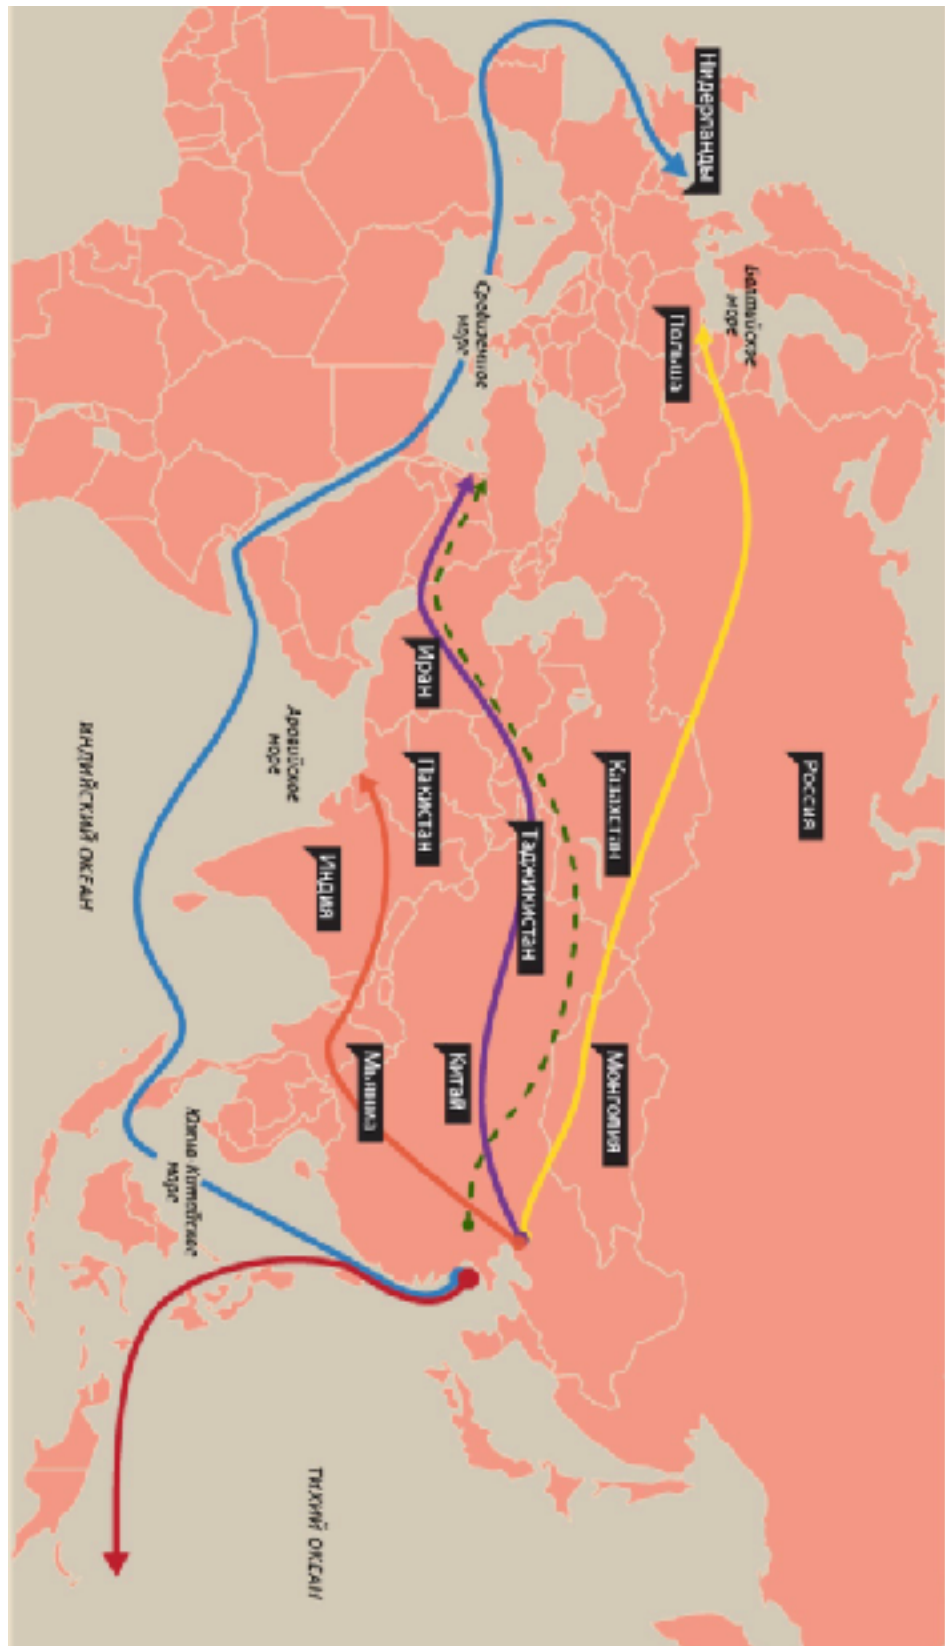 Нидерланды
Балтийское
море
Польша
Россия
Средиземное
море
Казахстан
Монголия
Иран
Таджикистан
Пакистан
Китай
Аравийское
море
Индия
Мьянма
ТИХИЙ ОКЕАН
Южно-Китайское
море
ИНДИЙСКИЙ ОКЕАН